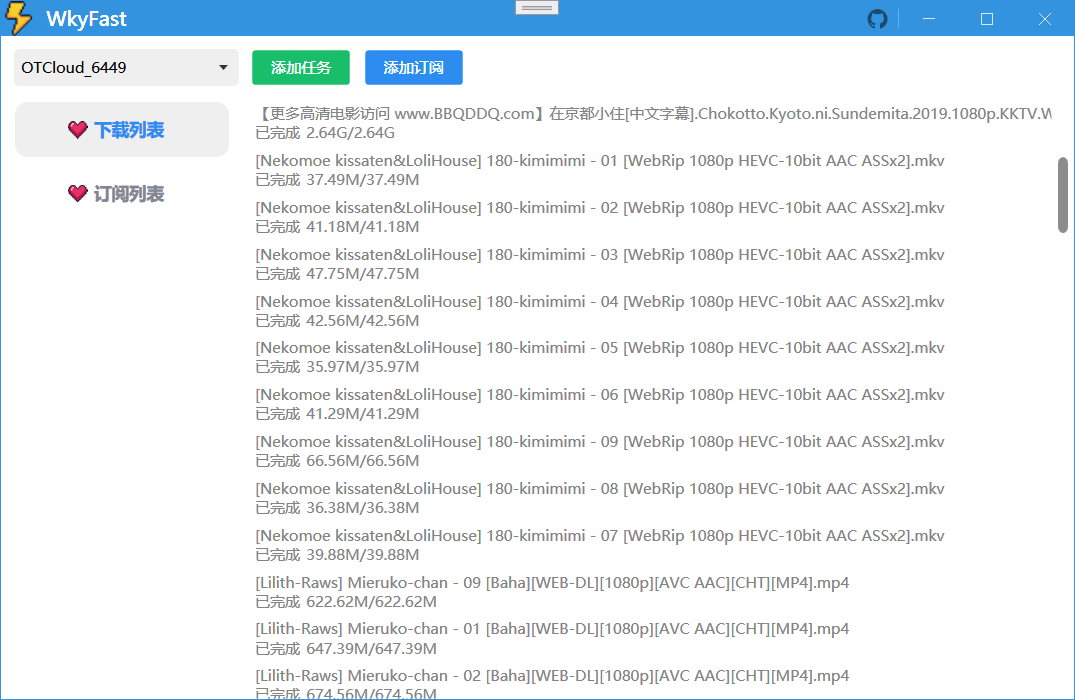 WkyFast
OTCloud_6449
添加任务
添加订阅
下载列表
订阅列表
【更多高清电影访问 www.BBQDDQ.com】在京都小住[中文字幕].Chokotto.Kyoto.ni.Sundemita.2019.1080p.KKTV.W
已完成 2.64G/2.64G
[Nekomoe kissaten&LoliHouse] 180-kimimimi - 01 [WebRip 1080p HEVC-10bit AAC ASSx2].mkv
已完成 37.49M/37.49M
[Nekomoe kissaten&LoliHouse] 180-kimimimi - 02 [WebRip 1080p HEVC-10bit AAC ASSx2].mkv
已完成 41.18M/41.18M
[Nekomoe kissaten&LoliHouse] 180-kimimimi - 03 [WebRip 1080p HEVC-10bit AAC ASSx2].mkv
已完成 47.75M/47.75M
[Nekomoe kissaten&LoliHouse] 180-kimimimi - 04 [WebRip 1080p HEVC-10bit AAC ASSx2].mkv
已完成 42.56M/42.56M
[Nekomoe kissaten&LoliHouse] 180-kimimimi - 05 [WebRip 1080p HEVC-10bit AAC ASSx2].mkv
已完成 35.97M/35.97M
[Nekomoe kissaten&LoliHouse] 180-kimimimi - 06 [WebRip 1080p HEVC-10bit AAC ASSx2].mkv
已完成 41.29M/41.29M
[Nekomoe kissaten&LoliHouse] 180-kimimimi - 09 [WebRip 1080p HEVC-10bit AAC ASSx2].mkv
已完成 66.56M/66.56M
[Nekomoe kissaten&LoliHouse] 180-kimimimi - 08 [WebRip 1080p HEVC-10bit AAC ASSx2].mkv
已完成 36.38M/36.38M
[Nekomoe kissaten&LoliHouse] 180-kimimimi - 07 [WebRip 1080p HEVC-10bit AAC ASSx2].mkv
已完成 39.88M/39.88M
[Lilith-Raws] Mieruko-chan - 09 [Baha][WEB-DL][1080p][AVC AAC][CHT][MP4].mp4
已完成 622.62M/622.62M
[Lilith-Raws] Mieruko-chan - 01 [Baha][WEB-DL][1080p][AVC AAC][CHT][MP4].mp4
已完成 647.39M/647.39M
[Lilith-Raws] Mieruko-chan - 02 [Baha][WEB-DL][1080p][AVC AAC][CHT][MP4].mp4
已完成 674.56M/674.56M